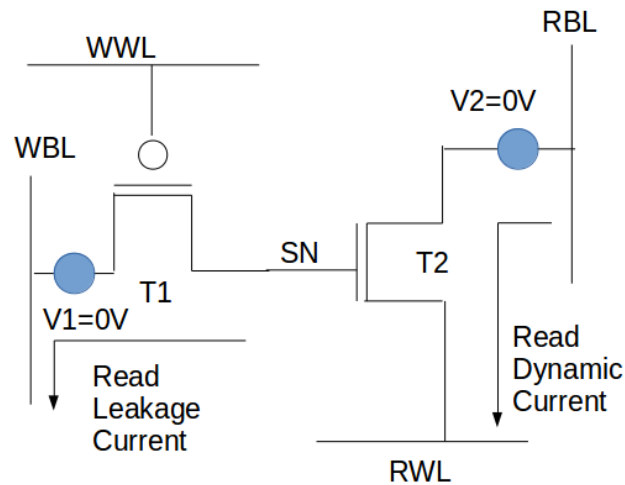 RBL
WWL
V2=0V
WBL
SN
T2
T1
V1=0V
Read
Leakage
Current
Read
Dynamic
Current
RWL